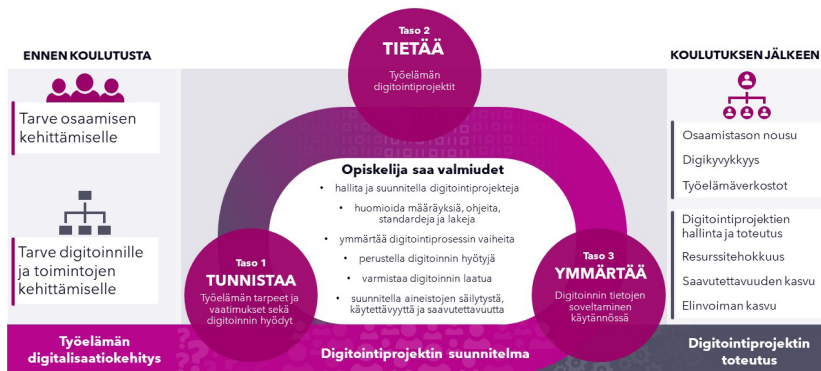 ENNEN KOULUTUSTA
Tarve osaamisen
kehittämiselle
Tarve digitoinnille
ja toimintojen
kehittämiselle
Työelämän
digitalisaatiokehitys
Taso 1
TUNNISTAA
Työelämän tarpeet ja
vaatimukset sekä
digitoinnin hyödyt
Taso 2
TIETÄÄ
Työelämän
digitointiprojektit
Opiskelija saa valmiudet
• hallita ja suunnitella digitointiprojekteja
• huomioida määräyksiä, ohjeita,
standardeja ja lakeja
• ymmärtää digitointiprosessin vaiheita
• perustella digitoinnin hyötyjä
• varmistaa digitoinnin laatua
• suunnitella aineistojen säilytystä,
käytettävyyttä ja saavutettavuutta
Taso 3
YMMÄRTÄÄ
Digitoinnin tietojen
soveltaminen
käytännössä
Digitointiprojektin suunnitelma
KOULUTUKSEN JÄLKEEN
Osaamistason nousu
Digikyvykkyys
Työelämäverkostot
Digitointiprojektien
hallinta ja toteutus
Resurssitehokkuus
Saavutettavuuden kasvu
Elinvoiman kasvu
Digitointiprojektin
toteutus